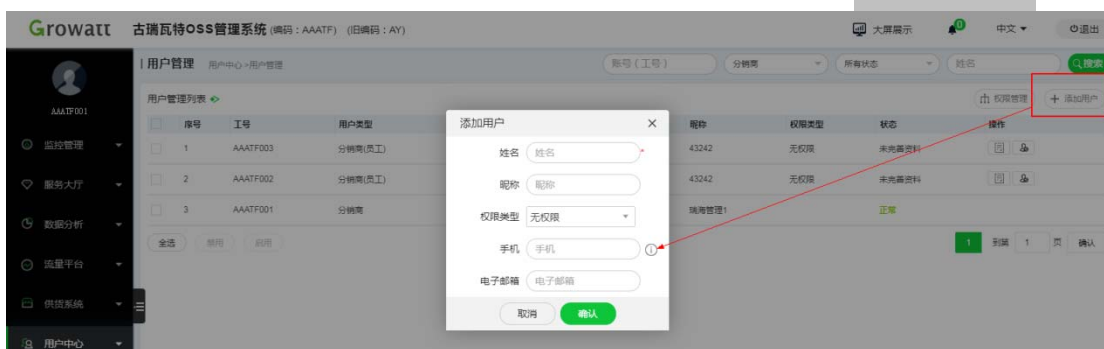 Growatt 古瑞瓦特OSS管理系统 (编码：AAATF) (旧编码：AY) 大屏展示 0 中文 退出
用户管理 用户中心>用户管理 账号(工号) 分销商 所有状态 姓名 搜索
AAATF001
用户管理列表 权限管理 + 添加用户
序号 工号 用户类型 昵称 权限类型 状态 操作
1 AAATF003 分销商(员工) 43242 无权限 未完善资料
2 AAATF002 分销商(员工) 43242 无权限 未完善资料
3 AAATF001 分销商 瑞海管理1 正常
全选 禁用 启用 1 到第 1 页 确认
监控管理
服务大厅
数据分析
流量平台
供货系统
用户中心
添加用户 ×
姓名 姓名 *
昵称 昵称
权限类型 无权限
手机 手机
电子邮箱 电子邮箱
取消 确认